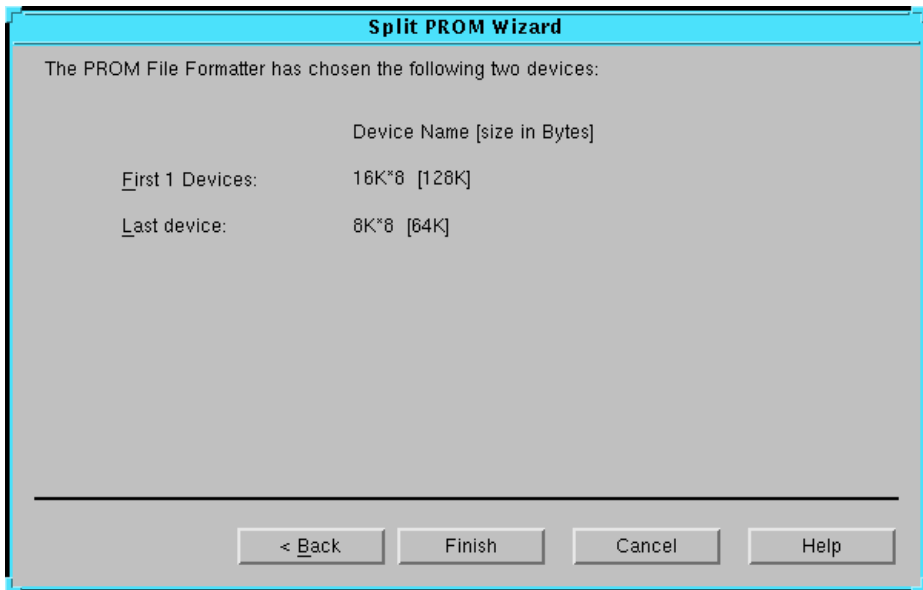 Split PROM Wizard
The PROM File Formatter has chosen the following two devices:
Device Name [size in Bytes]
First 1 Devices: 16K*8 [128K]
Last device: 8K*8 [64K]
< Back Finish Cancel Help